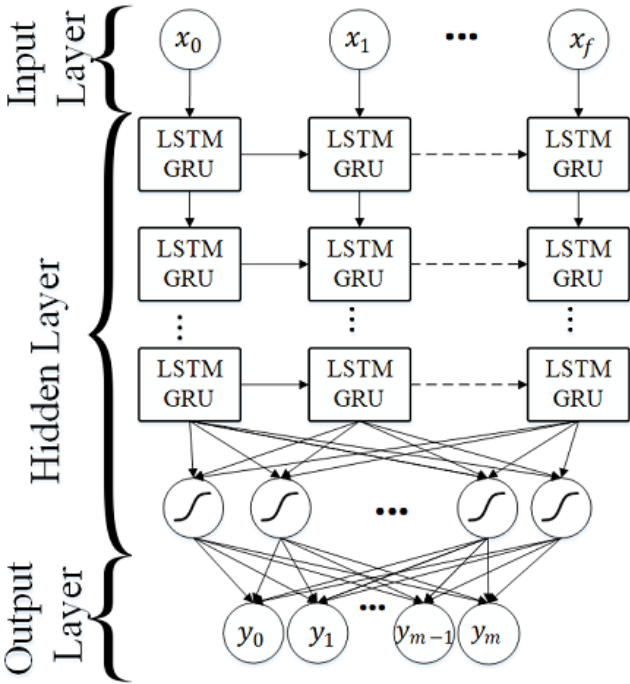 Input Layer
x₀ x₁ ... x_f
LSTM LSTM LSTM
GRU GRU GRU
LSTM LSTM LSTM
GRU GRU GRU
Hidden Layer
LSTM LSTM LSTM
GRU GRU GRU
...
Output Layer
y₀ y₁ ... yₘ₋₁ yₘ